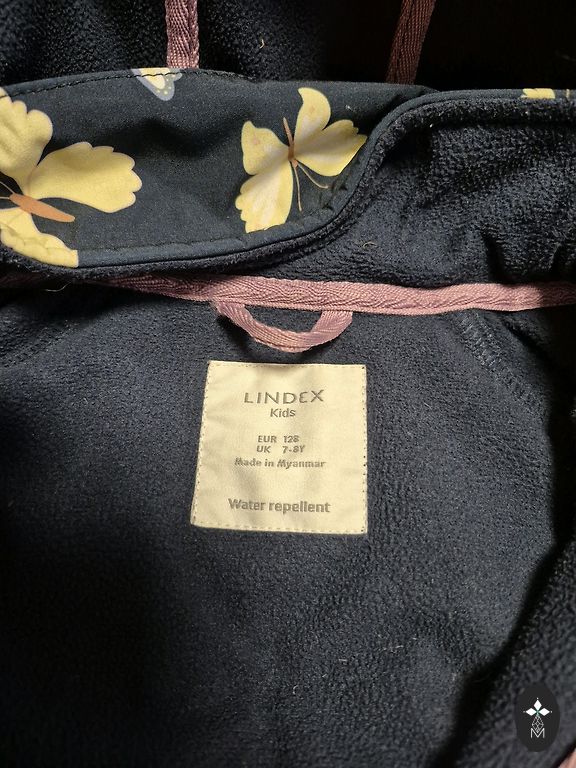 LINDEX
Kids
EUR 128
UK 7-8Y
Made in Myanmar
Water repellent
M